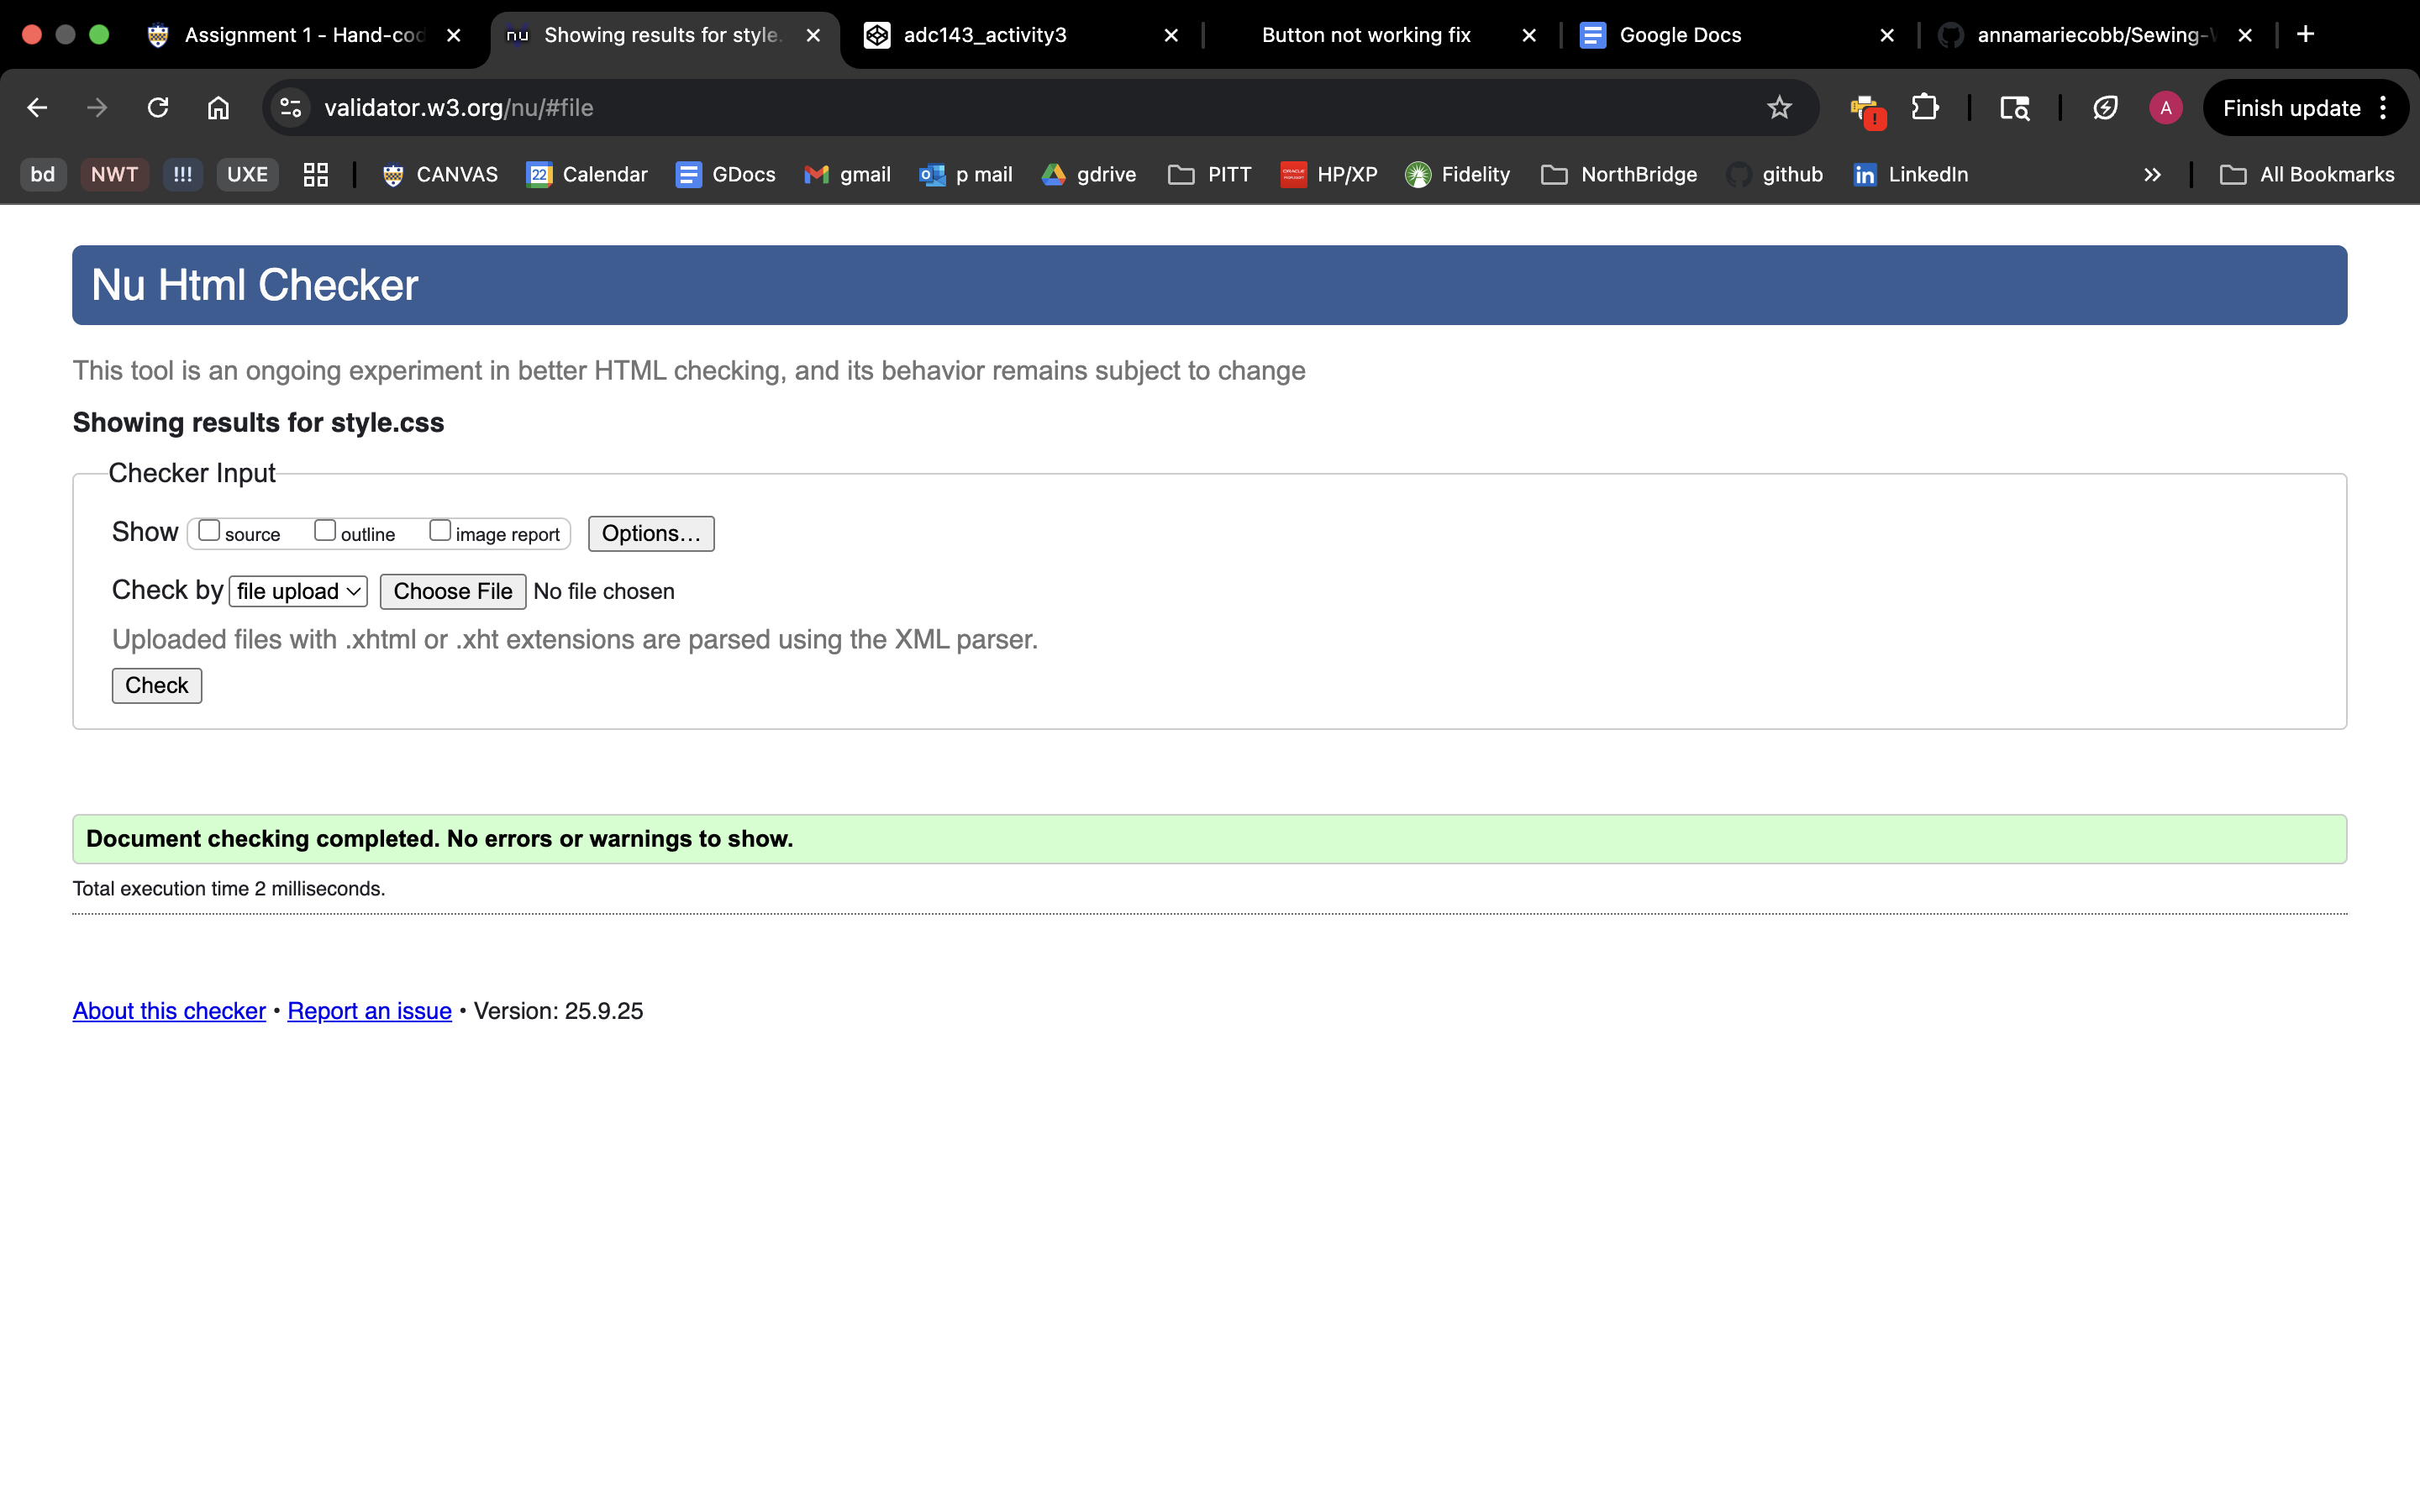 Assignment 1 - Hand-cod
Showing results for style.
adc143_activity3
Button not working fix
Google Docs
annamariecobb/Sewing-
validator.w3.org/nu/#file
A
Finish update
bd
NWT
!!!
UXE
CANVAS
Calendar
GDocs
gmail
p mail
gdrive
PITT
HP/XP
Fidelity
NorthBridge
github
LinkedIn
All Bookmarks
Nu Html Checker
This tool is an ongoing experiment in better HTML checking, and its behavior remains subject to change
Showing results for style.css
Checker Input
Show source outline image report Options...
Check by file upload Choose File No file chosen
Uploaded files with .xhtml or .xht extensions are parsed using the XML parser.
Check
Document checking completed. No errors or warnings to show.
Total execution time 2 milliseconds.
About this checker • Report an issue • Version: 25.9.25